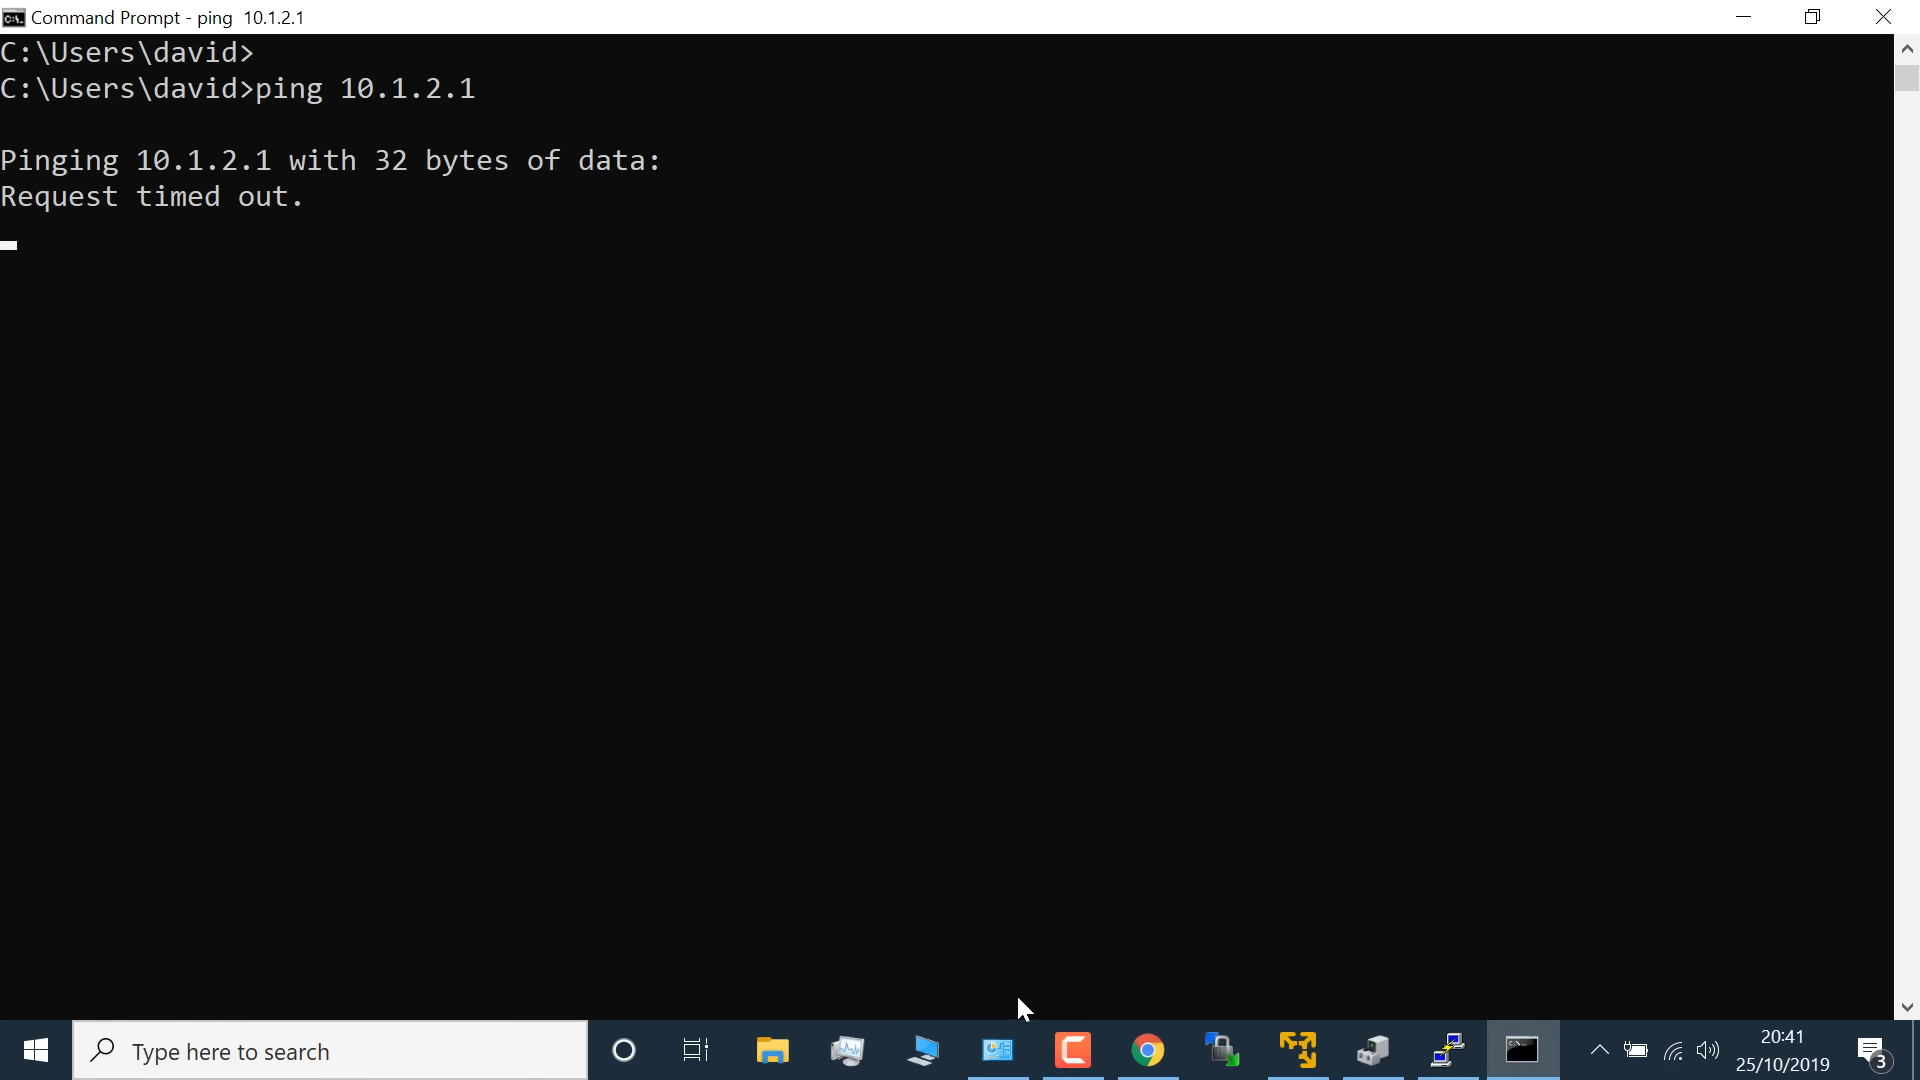 Command Prompt - ping  10.1.2.1
C:\Users\david>
C:\Users\david>ping 10.1.2.1
Pinging 10.1.2.1 with 32 bytes of data:
Request timed out.
Type here to search
20:41
25/10/2019
3